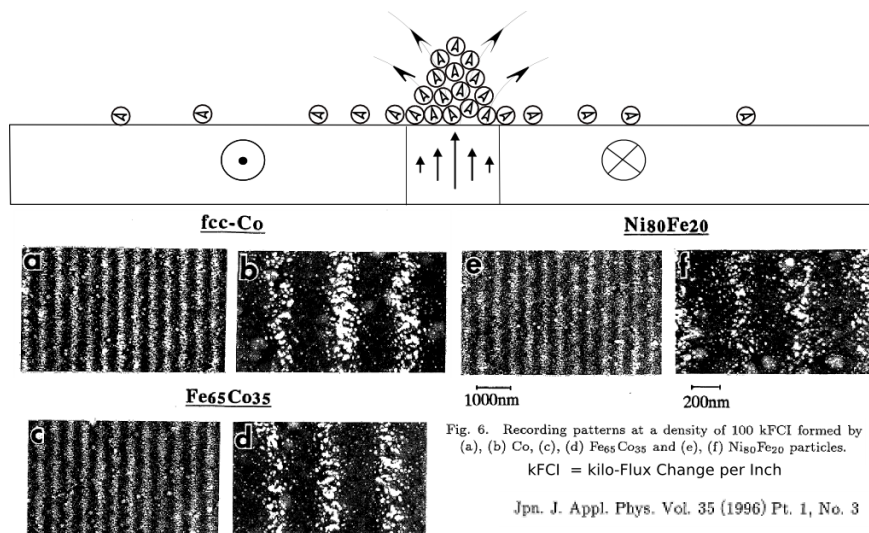 fcc-Co
Ni80Fe20
a
b
e
f
Fe65Co35
1000nm
200nm
c
d
Fig. 6. Recording patterns at a density of 100 kFCI formed by
(a), (b) Co, (c), (d) Fe65Co35 and (e), (f) Ni80Fe20 particles.
kFCI = kilo-Flux Change per Inch
Jpn. J. Appl. Phys. Vol. 35 (1996) Pt. 1, No. 3